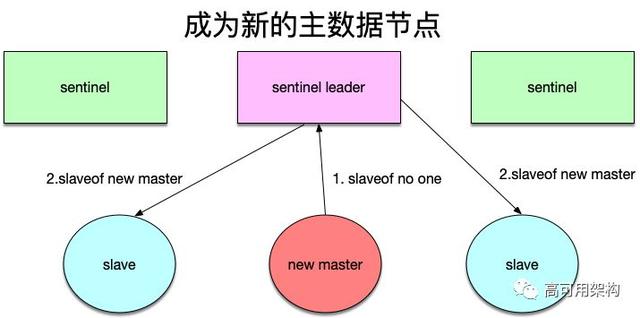 成为新的主数据节点
sentinel
sentinel leader
sentinel
2.slaveof new master
1. slaveof no one
2.slaveof new master
slave
new master
slave
高可用架构